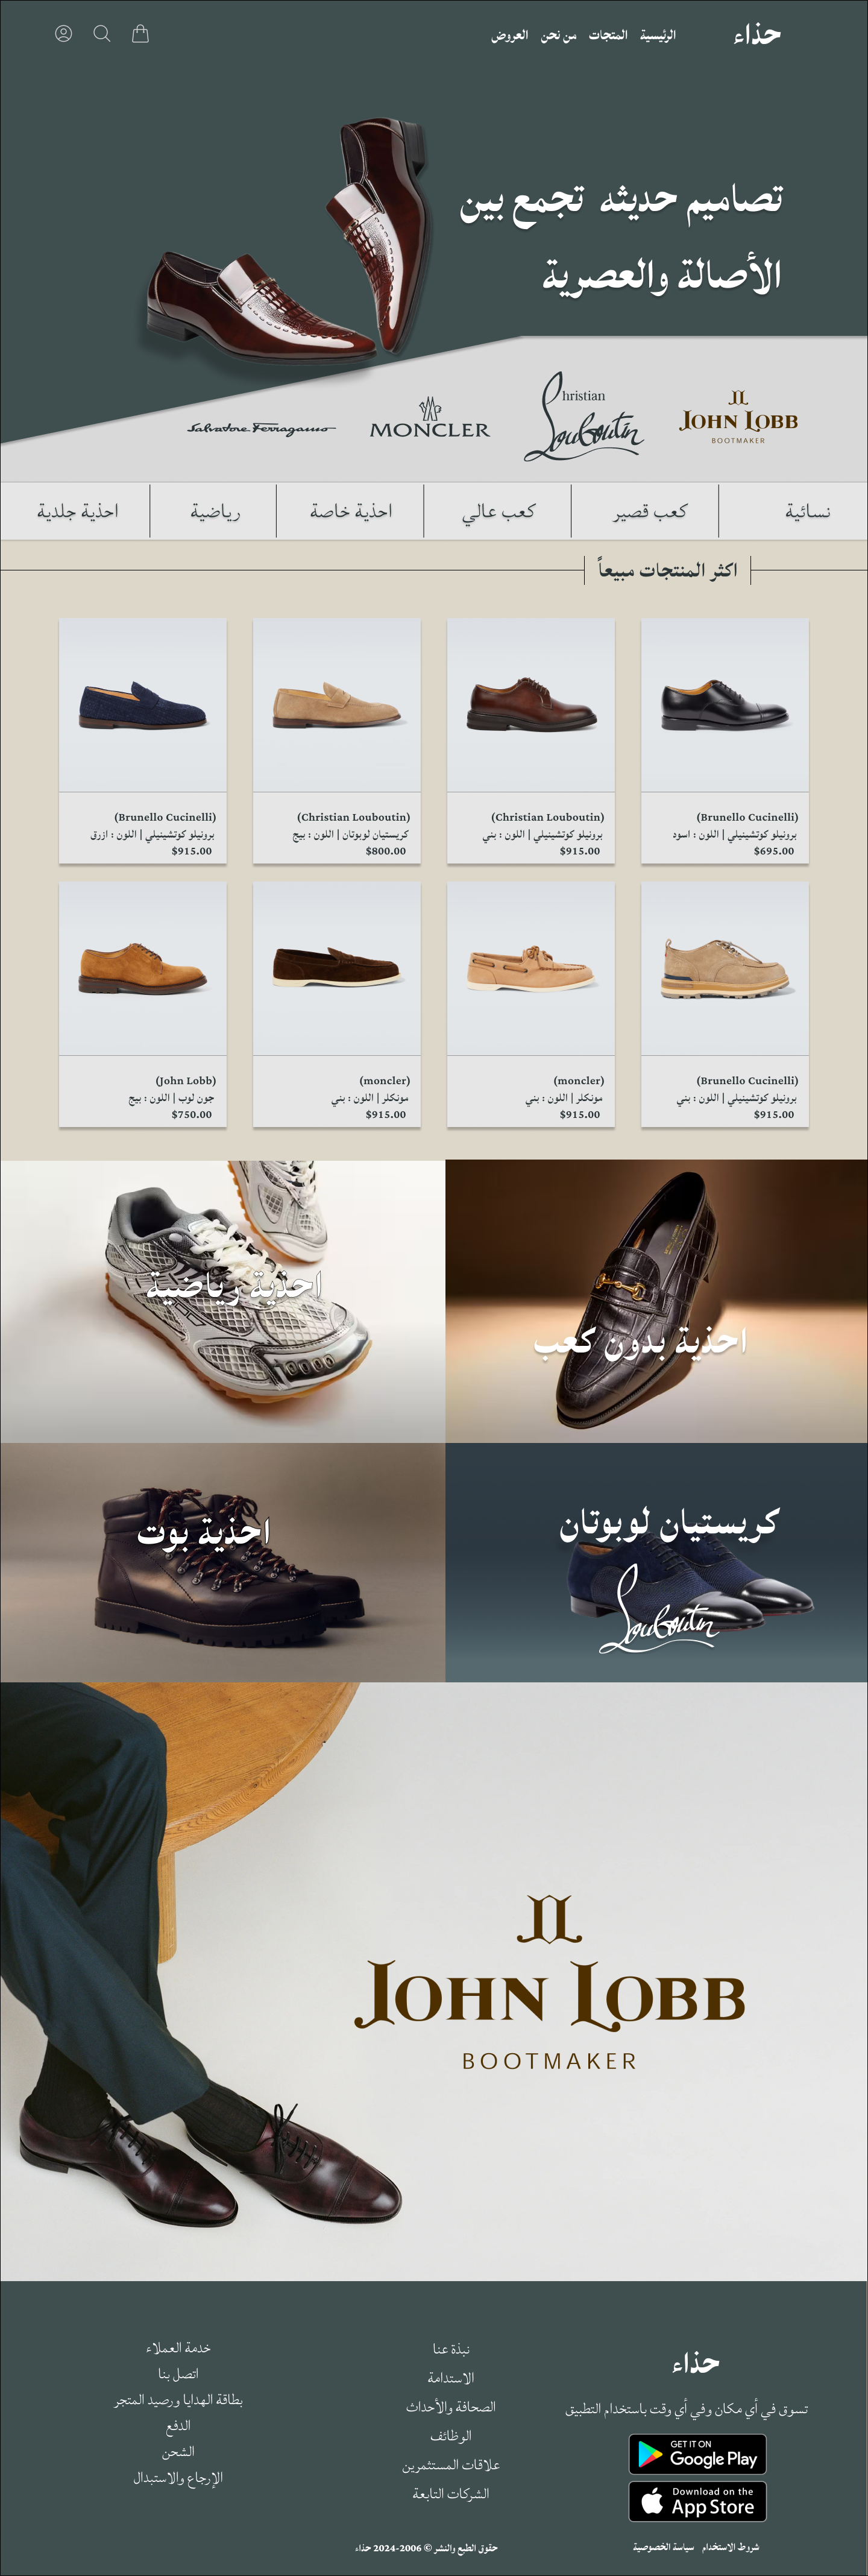 حذاء
الرئيسية المتجات من نحن العروض
تصاميم حديثه تجمع بين
الأصالة والعصرية
JL
JOHN LOBB
BOOTMAKER
Christian
Louboutin
MONCLER
Salvatore Ferragamo
نسائية
كعب قصير
كعب عالي
احذية خاصة
رياضية
احذية جلدية
اكثر المنتجات مبيعاً
(Brunello Cucinelli)
برونيلو كوتشينيلي | اللون : اسود
$695.00
(Christian Louboutin)
برونيلو كوتشينيلي | اللون : بني
$915.00
(Christian Louboutin)
كريستيان لوبوتان | اللون : بيج
$800.00
(Brunello Cucinelli)
برونيلو كوتشينيلي | اللون : ازرق
$915.00
(Brunello Cucinelli)
برونيلو كوتشينيلي | اللون : بني
$915.00
(moncler)
مونكلر | اللون : بني
$915.00
(moncler)
مونكلر | اللون : بني
$915.00
(John Lobb)
جون لوب | اللون : بيج
$750.00
احذية بدون كعب
احذية رياضية
كريستيان لوبوتان
Louboutin
احذية بوت
JL
JOHN LOBB
BOOTMAKER
حذاء
تسوق في أي مكان وفي أي وقت باستخدام التطبيق
GET IT ON
Google Play
Download on the
App Store
شروط الاستخدام سياسة الخصوصية
نبذة عنا
الاستدامة
الصحافة والأحداث
الوظائف
علاقات المستثمرين
الشركات التابعة
خدمة العملاء
اتصل بنا
بطاقة الهدايا ورصيد المتجر
الدفع
الشحن
الإرجاع والاستبدال
حقوق الطبع والنشر © 2006-2024 حذاء